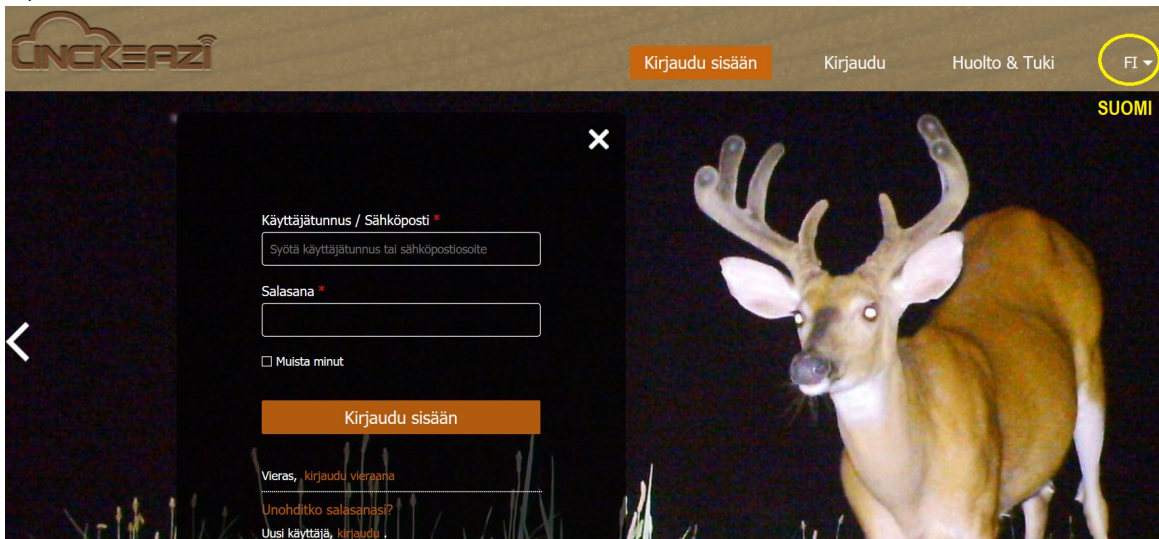 LINCKEAZI
Kirjaudu sisään Kirjaudu Huolto & Tuki FI
SUOMI
Käyttäjätunnus / Sähköposti *
Syötä käyttäjätunnus tai sähköpostiosoite
Salasana *
Muista minut
Kirjaudu sisään
Vieras, kirjaudu vieraana
Unohditko salasanasi?
Uusi käyttäjä, kirjaudu .